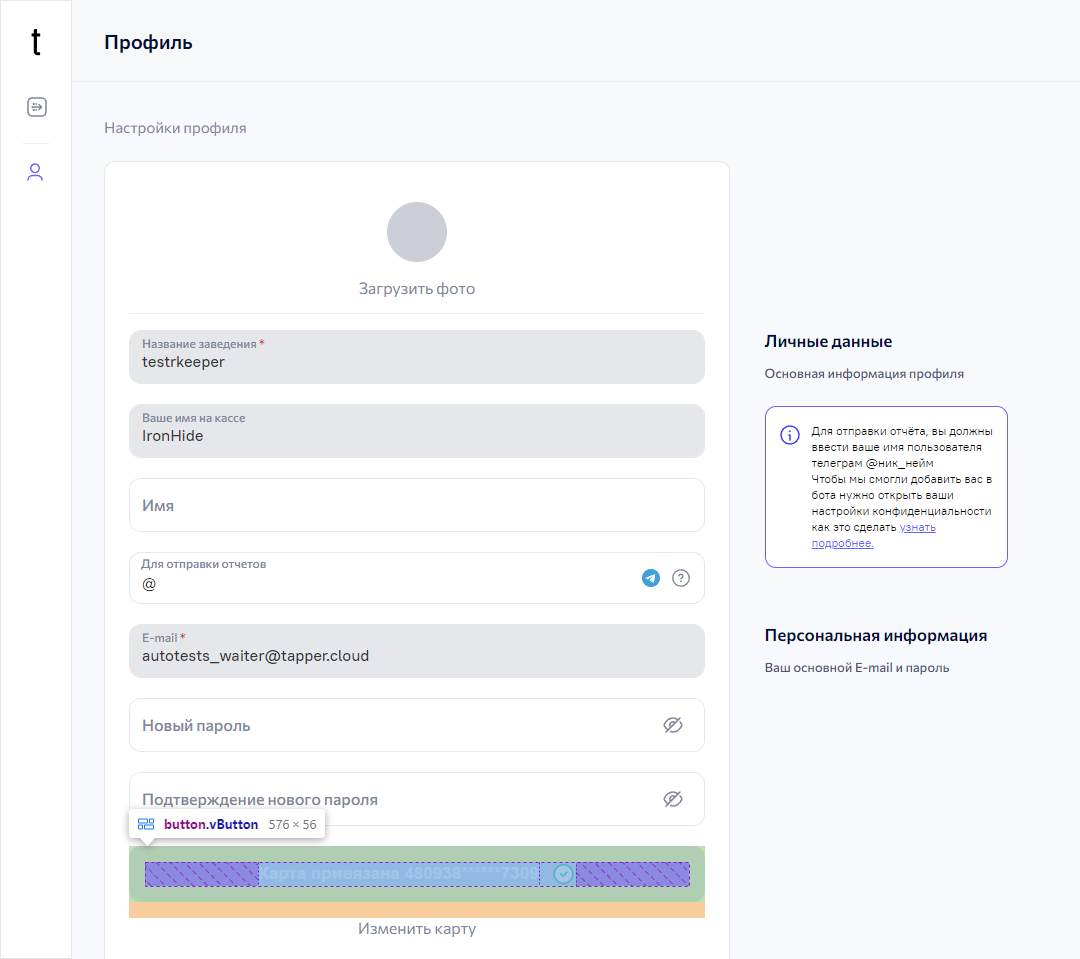 t
Профиль
Настройки профиля
Загрузить фото
Название заведения *
testrkeeper
Ваше имя на кассе
IronHide
Имя
Для отправки отчетов
@
E-mail *
autotests_waiter@tapper.cloud
Новый пароль
Подтверждение нового пароля
button.vButton 576 × 56
Карта привязана 480938******7309
Изменить карту
Личные данные
Основная информация профиля
Для отправки отчёта, вы должны
ввести ваше имя пользователя
телеграм @ник_нейм
Чтобы мы смогли добавить вас в
бота нужно открыть ваши
настройки конфиденциальности
как это сделать узнать
подробнее.
Персональная информация
Ваш основной E-mail и пароль